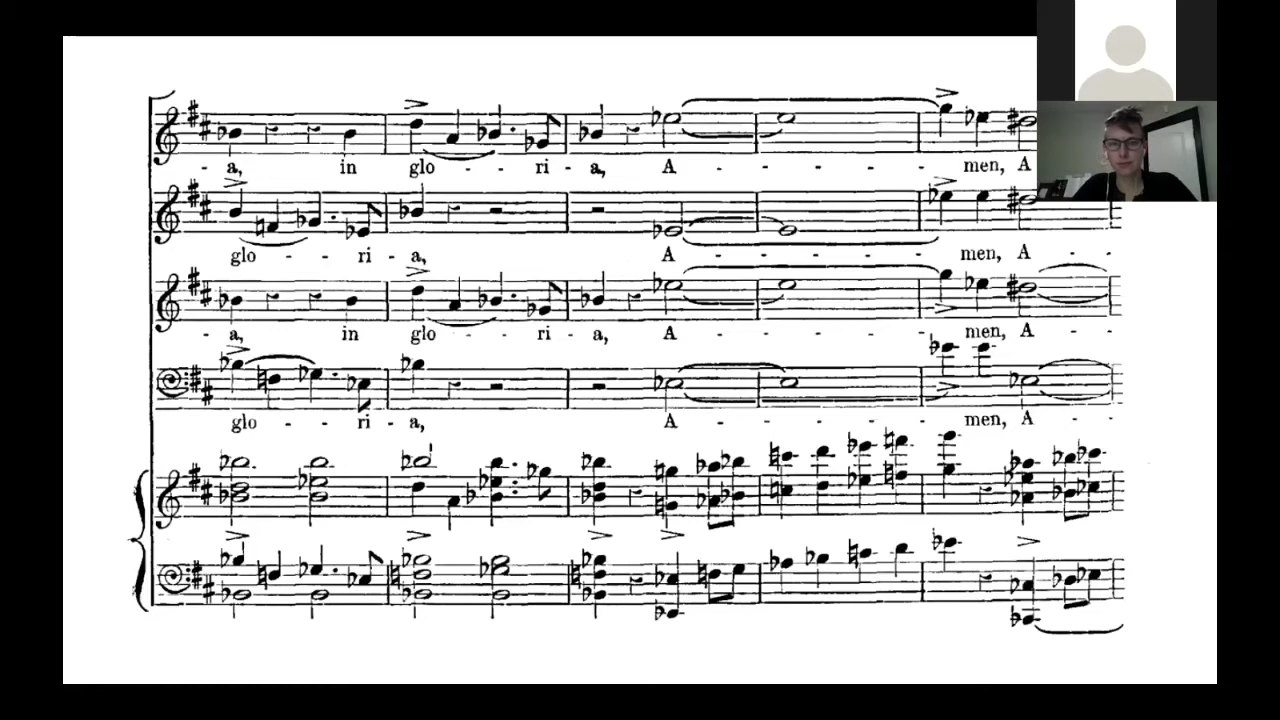 - a, in glo - - ri - a, A - - - - men, A
glo - - ri - a, A - - - - men, A - -
- a, in glo - - ri - a, A - - - - men, A - -
glo - - ri - a, A - - - - men, A - -